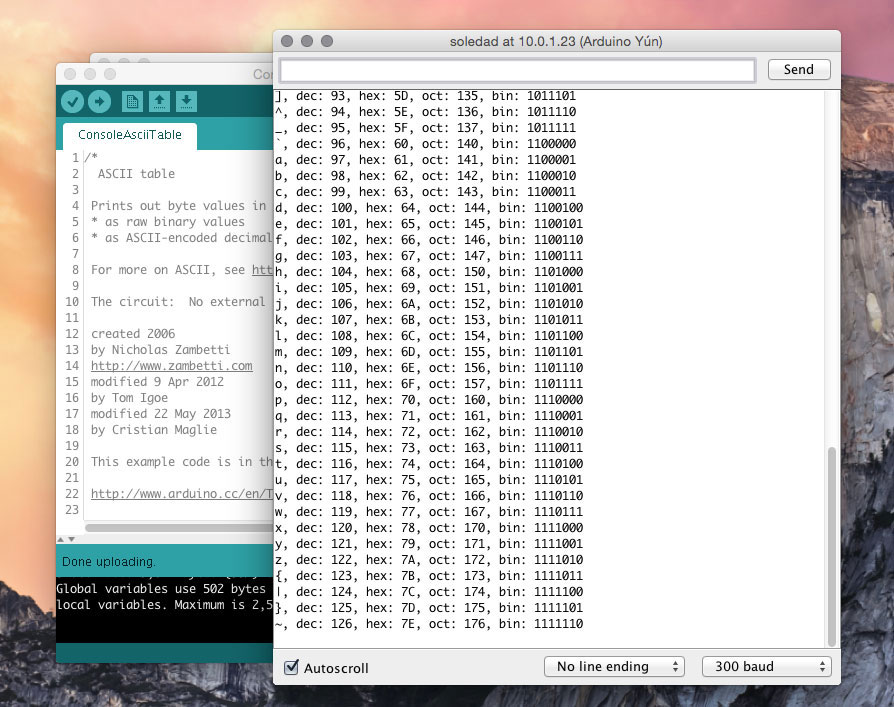 soledad at 10.0.1.23 (Arduino Yún)
Send
], dec: 93, hex: 5D, oct: 135, bin: 1011101
^, dec: 94, hex: 5E, oct: 136, bin: 1011110
_, dec: 95, hex: 5F, oct: 137, bin: 1011111
`, dec: 96, hex: 60, oct: 140, bin: 1100000
a, dec: 97, hex: 61, oct: 141, bin: 1100001
b, dec: 98, hex: 62, oct: 142, bin: 1100010
c, dec: 99, hex: 63, oct: 143, bin: 1100011
d, dec: 100, hex: 64, oct: 144, bin: 1100100
e, dec: 101, hex: 65, oct: 145, bin: 1100101
f, dec: 102, hex: 66, oct: 146, bin: 1100110
g, dec: 103, hex: 67, oct: 147, bin: 1100111
h, dec: 104, hex: 68, oct: 150, bin: 1101000
i, dec: 105, hex: 69, oct: 151, bin: 1101001
j, dec: 106, hex: 6A, oct: 152, bin: 1101010
k, dec: 107, hex: 6B, oct: 153, bin: 1101011
l, dec: 108, hex: 6C, oct: 154, bin: 1101100
m, dec: 109, hex: 6D, oct: 155, bin: 1101101
n, dec: 110, hex: 6E, oct: 156, bin: 1101110
o, dec: 111, hex: 6F, oct: 157, bin: 1101111
p, dec: 112, hex: 70, oct: 160, bin: 1110000
q, dec: 113, hex: 71, oct: 161, bin: 1110001
r, dec: 114, hex: 72, oct: 162, bin: 1110010
s, dec: 115, hex: 73, oct: 163, bin: 1110011
t, dec: 116, hex: 74, oct: 164, bin: 1110100
u, dec: 117, hex: 75, oct: 165, bin: 1110101
v, dec: 118, hex: 76, oct: 166, bin: 1110110
w, dec: 119, hex: 77, oct: 167, bin: 1110111
x, dec: 120, hex: 78, oct: 170, bin: 1111000
y, dec: 121, hex: 79, oct: 171, bin: 1111001
z, dec: 122, hex: 7A, oct: 172, bin: 1111010
{, dec: 123, hex: 7B, oct: 173, bin: 1111011
|, dec: 124, hex: 7C, oct: 174, bin: 1111100
}, dec: 125, hex: 7D, oct: 175, bin: 1111101
~, dec: 126, hex: 7E, oct: 176, bin: 1111110
Autoscroll
No line ending
300 baud
Co
ConsoleAsciiTable
1 /*
2 ASCII table
3
4 Prints out byte values in
5 * as raw binary values
6 * as ASCII-encoded decimal
7
8 For more on ASCII, see htt
9
10 The circuit: No external
11
12 created 2006
13 by Nicholas Zambetti
14 http://www.zambetti.com
15 modified 9 Apr 2012
16 by Tom Igoe
17 modified 22 May 2013
18 by Cristian Maglie
19
20 This example code is in th
21
22 http://www.arduino.cc/en/T
23
Done uploading.
Global variables use 502 bytes
local variables. Maximum is 2,5